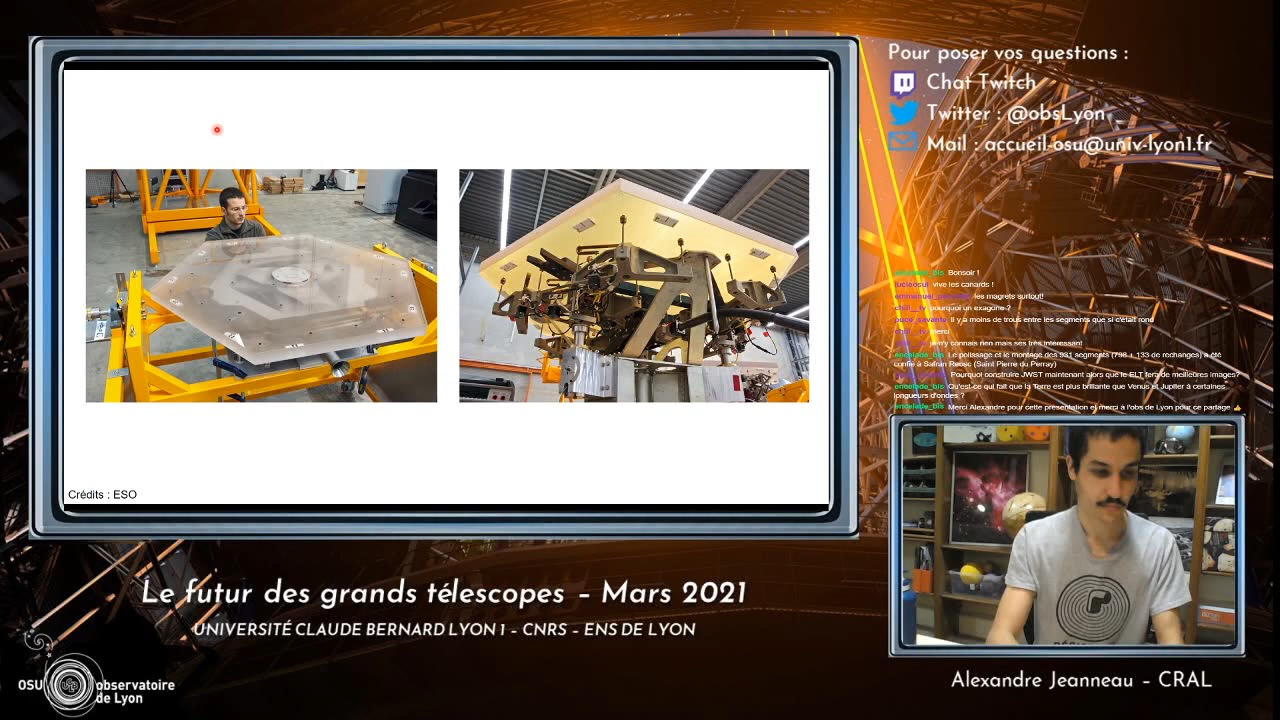 Pour poser vos questions :
Chat Twitch
Twitter : @obsLyon
Mail : accueil-osu@univ-lyon1.fr
Bonsoir !
vive les canards !
les magrets surtout!
pourquoi un exagone ?
Il y a moins de trous entre les segments que si c'était rond
merci
je n'y connais rien mais ses très interessant
encelade_bis Le polissage et le montage des 931 segments (798 + 133 de rechanges) a été
confié à Safran Reosc (Saint Pierre du Perray)
Pourquoi construire JWST maintenant alors que le ELT fera de meilleures images?
encelade_bis Qu'est-ce qui fait que la Terre est plus brillante que Venus et Jupiter à certaines
longueurs d'ondes ?
encelade_bis Merci Alexandre pour cette présentation et merci à l'obs de Lyon pour ce partage 👍
Crédits : ESO
Le futur des grands télescopes – Mars 2021
UNIVERSITÉ CLAUDE BERNARD LYON 1 – CNRS – ENS DE LYON
OSU observatoire
de Lyon
Alexandre Jeanneau – CRAL